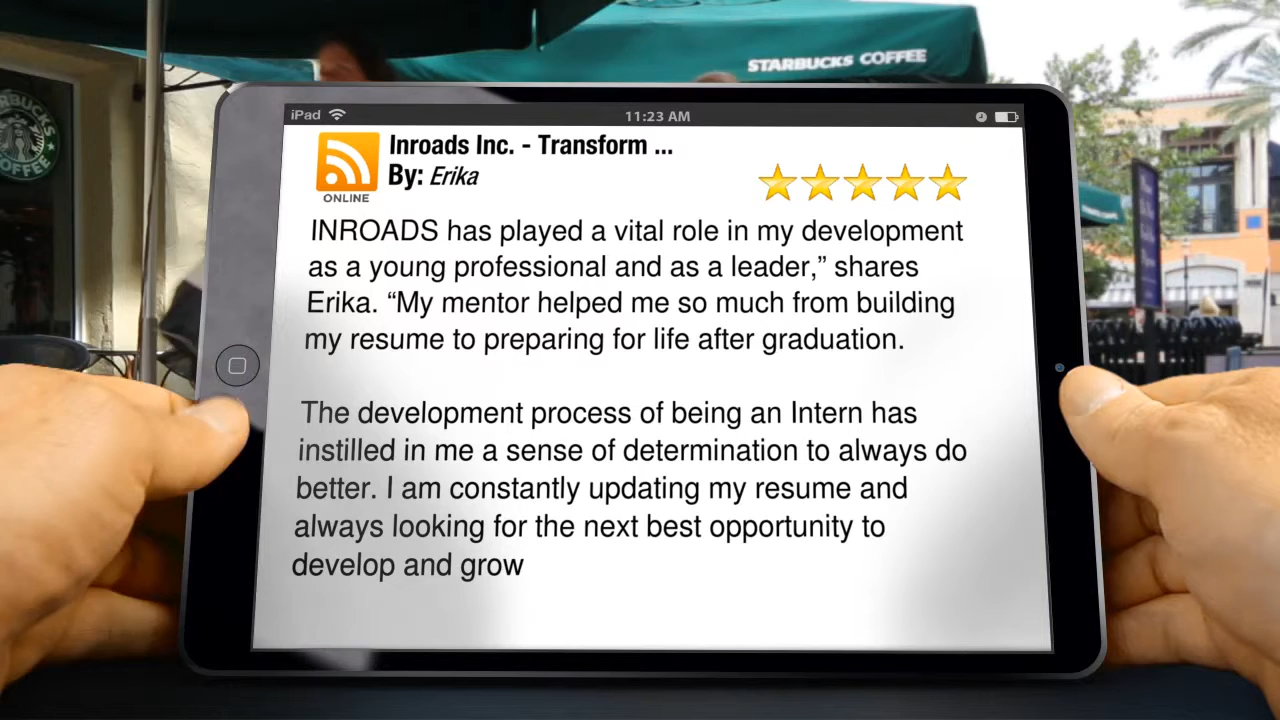 STARBUCKS COFFEE
RBUCKS
OFFEE
iPad
11:23 AM
Inroads Inc. - Transform ...
By: Erika
ONLINE
INROADS has played a vital role in my development
as a young professional and as a leader,” shares
Erika. “My mentor helped me so much from building
my resume to preparing for life after graduation.
The development process of being an Intern has
instilled in me a sense of determination to always do
better. I am constantly updating my resume and
always looking for the next best opportunity to
develop and grow